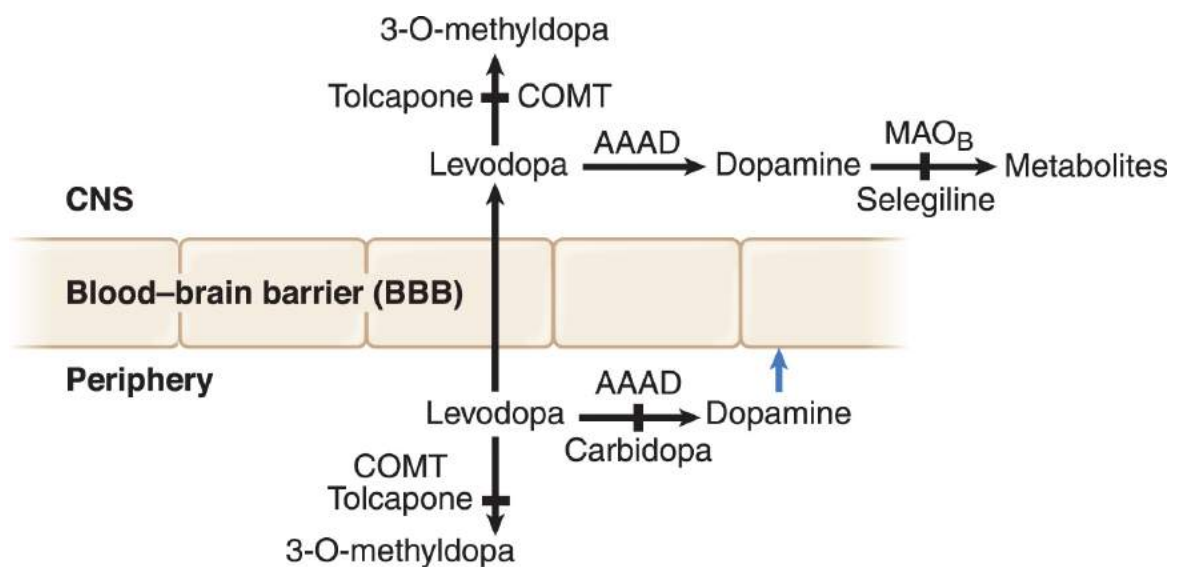 3-O-methyldopa
Tolcapone COMT
AAAD
MAOB
Levodopa Dopamine Metabolites
Selegiline
CNS
Blood–brain barrier (BBB)
Periphery
AAAD
Levodopa Dopamine
Carbidopa
COMT
Tolcapone
3-O-methyldopa